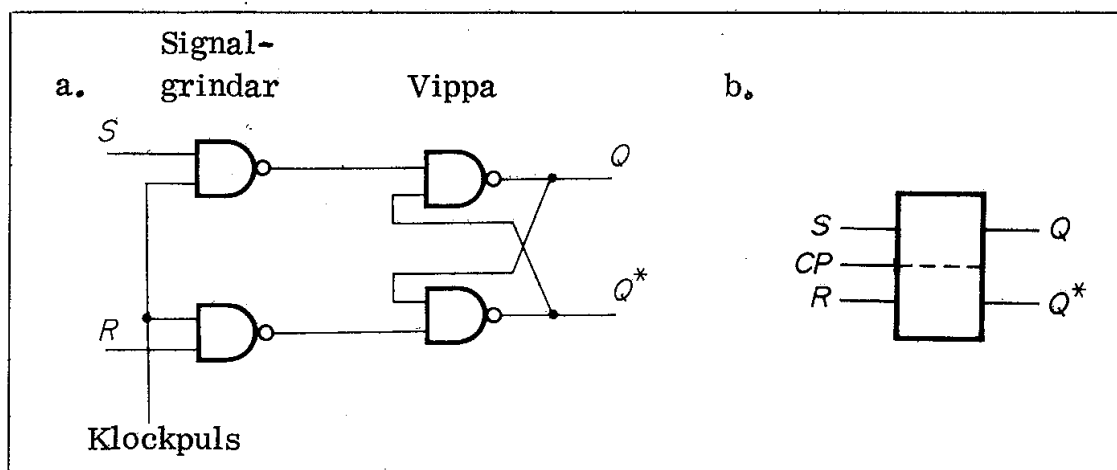 a.
Signal-
grindar
Vippa
S
Q
R
Q*
Klockpuls
b.
S
CP
R
Q
Q*